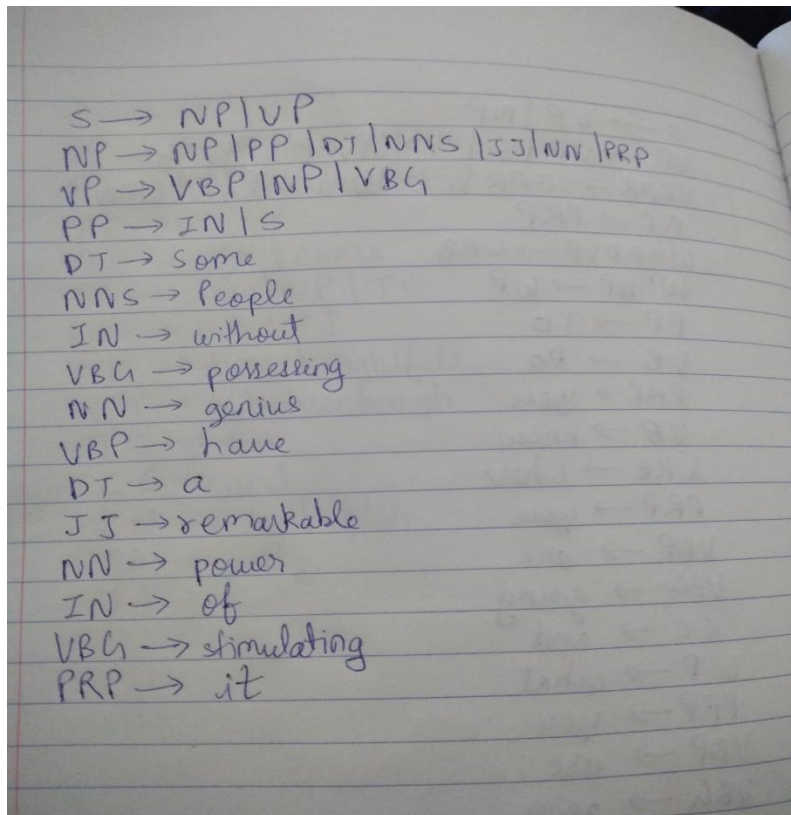 S → NP|VP
NP → NP|PP|DT|NNS|JJ|NN|PRP
VP → VBP|NP|VBG
PP → IN|S
DT → Some
NNS → People
IN → without
VBG → possessing
NN → genius
VBP → have
DT → a
JJ → remarkable
NN → power
IN → of
VBG → stimulating
PRP → it